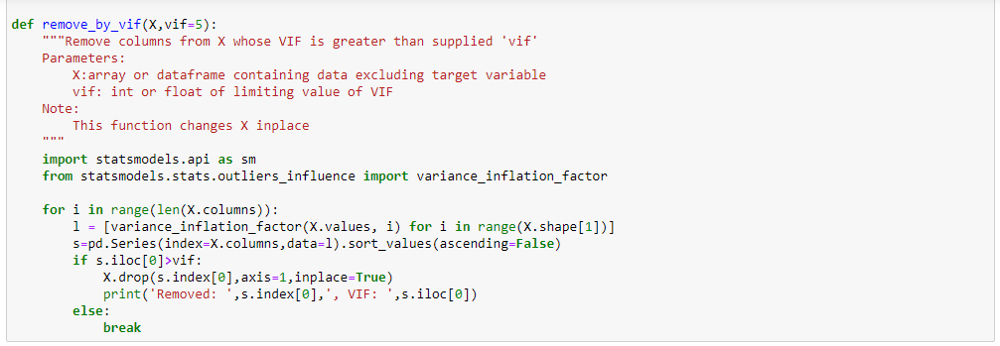 def remove_by_vif(X,vif=5):
    """Remove columns from X whose VIF is greater than supplied 'vif'
    Parameters:
        X:array or dataframe containing data excluding target variable
        vif: int or float of limiting value of VIF
    Note:
        This function changes X inplace
    """
    import statsmodels.api as sm
    from statsmodels.stats.outliers_influence import variance_inflation_factor

    for i in range(len(X.columns)):
        l = [variance_inflation_factor(X.values, i) for i in range(X.shape[1])]
        s=pd.Series(index=X.columns,data=l).sort_values(ascending=False)
        if s.iloc[0]>vif:
            X.drop(s.index[0],axis=1,inplace=True)
            print('Removed: ',s.index[0],', VIF: ',s.iloc[0])
        else:
            break